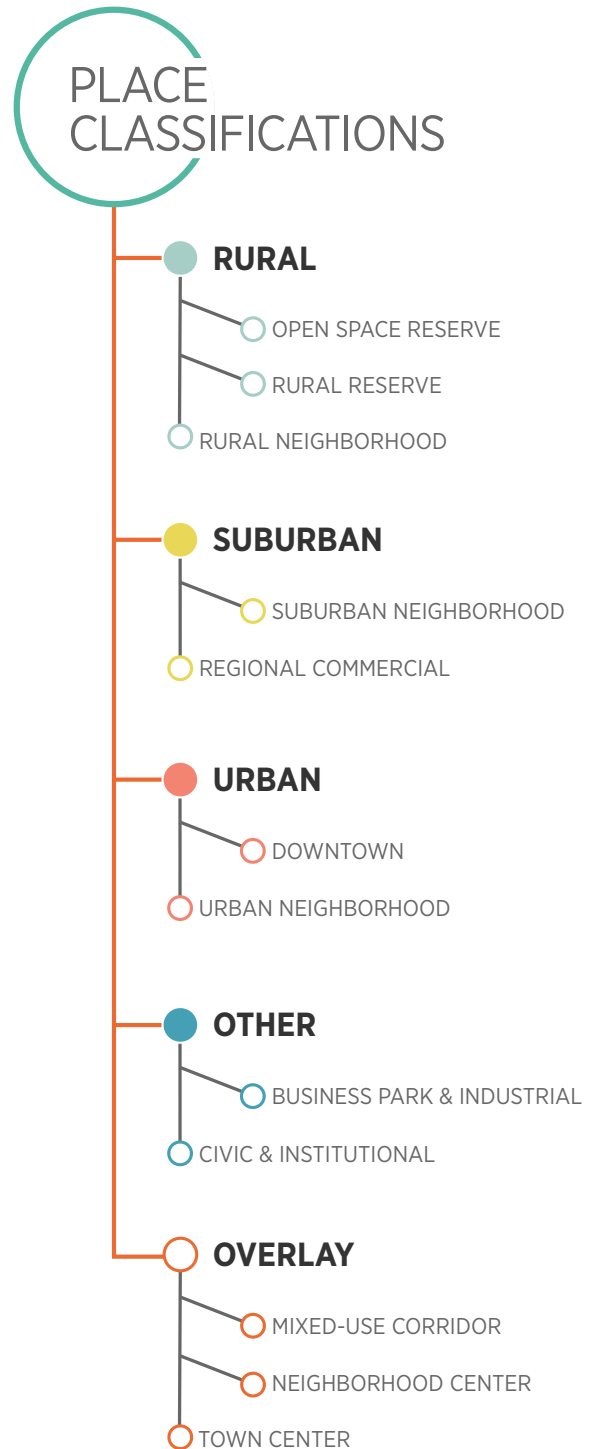 PLACE
CLASSIFICATIONS
RURAL
OPEN SPACE RESERVE
RURAL RESERVE
RURAL NEIGHBORHOOD
SUBURBAN
SUBURBAN NEIGHBORHOOD
REGIONAL COMMERCIAL
URBAN
DOWNTOWN
URBAN NEIGHBORHOOD
OTHER
BUSINESS PARK & INDUSTRIAL
CIVIC & INSTITUTIONAL
OVERLAY
MIXED-USE CORRIDOR
NEIGHBORHOOD CENTER
TOWN CENTER